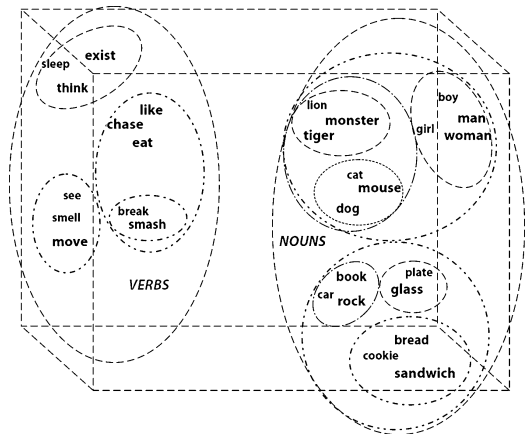 exist
sleep
think
like
chase
eat
see
smell
move
break
smash
VERBS
lion
monster
tiger
cat
mouse
dog
boy
man
girl
woman
NOUNS
book
car
rock
plate
glass
bread
cookie
sandwich